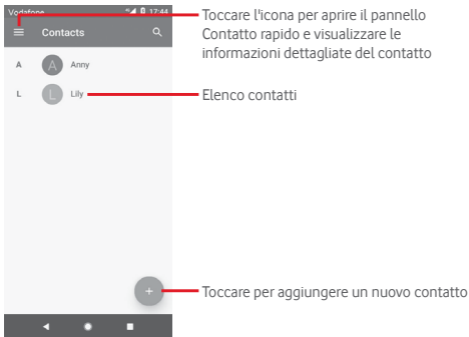 Vodafone 17:44
Contacts
A A Anny
L L Lily
Toccare l'icona per aprire il pannello
Contatto rapido e visualizzare le
informazioni dettagliate del contatto
Elenco contatti
Toccare per aggiungere un nuovo contatto